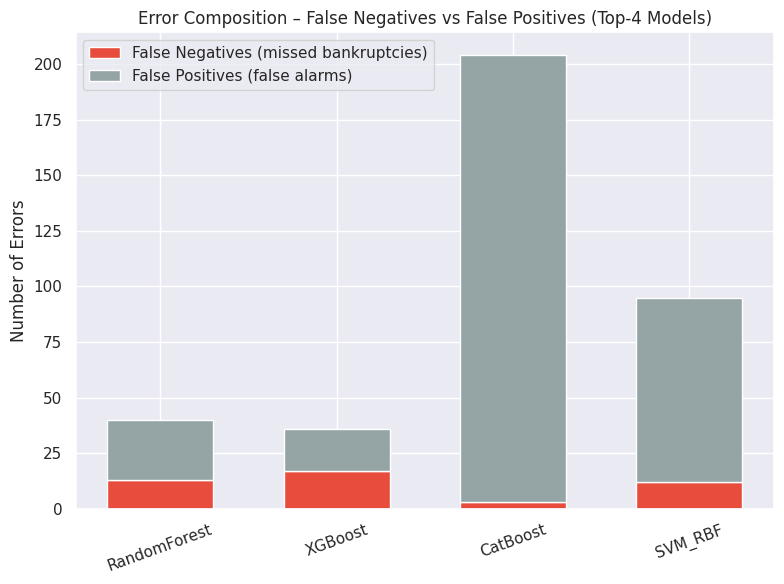 Error Composition – False Negatives vs False Positives (Top-4 Models)
False Negatives (missed bankruptcies)
False Positives (false alarms)
Number of Errors
200
175
150
125
100
75
50
25
0
RandomForest
XGBoost
CatBoost
SVM_RBF